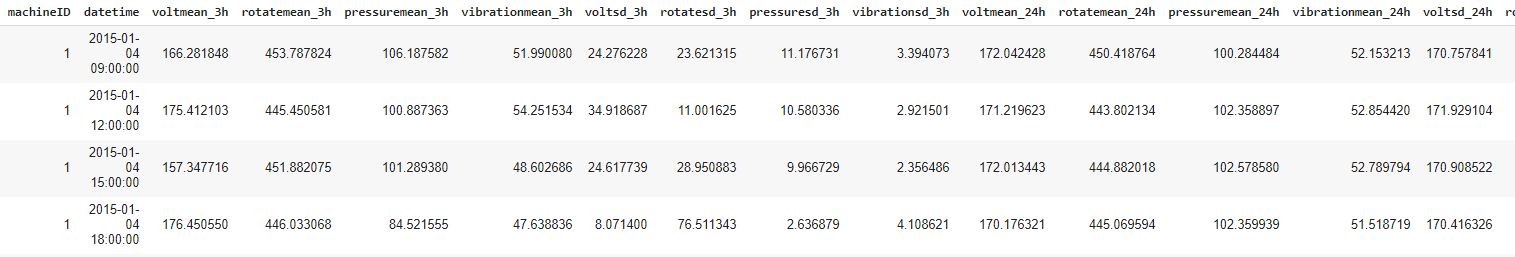 machineID datetime voltmean_3h rotatemean_3h pressuremean_3h vibrationmean_3h voltsd_3h rotatesd_3h pressuresd_3h vibrationsd_3h voltmean_24h rotatemean_24h pressuremean_24h vibrationmean_24h voltsd_24h ro
2015-01-
1 04 166.281848 453.787824 106.187582 51.990080 24.276228 23.621315 11.176731 3.394073 172.042428 450.418764 100.284484 52.153213 170.757841
09:00:00
2015-01-
1 04 175.412103 445.450581 100.887363 54.251534 34.918687 11.001625 10.580336 2.921501 171.219623 443.802134 102.358897 52.854420 171.929104
12:00:00
2015-01-
1 04 157.347716 451.882075 101.289380 48.602686 24.617739 28.950883 9.966729 2.356486 172.013443 444.882018 102.578580 52.789794 170.908522
15:00:00
2015-01-
1 04 176.450550 446.033068 84.521555 47.638836 8.071400 76.511343 2.636879 4.108621 170.176321 445.069594 102.359939 51.518719 170.416326
18:00:00